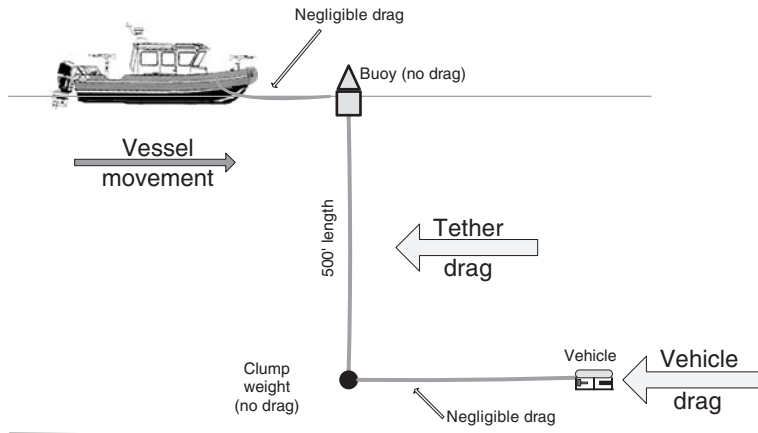 Negligible drag
Buoy (no drag)
Vessel
movement
500' length
Tether
drag
Clump
weight
(no drag)
Vehicle
Vehicle
drag
Negligible drag